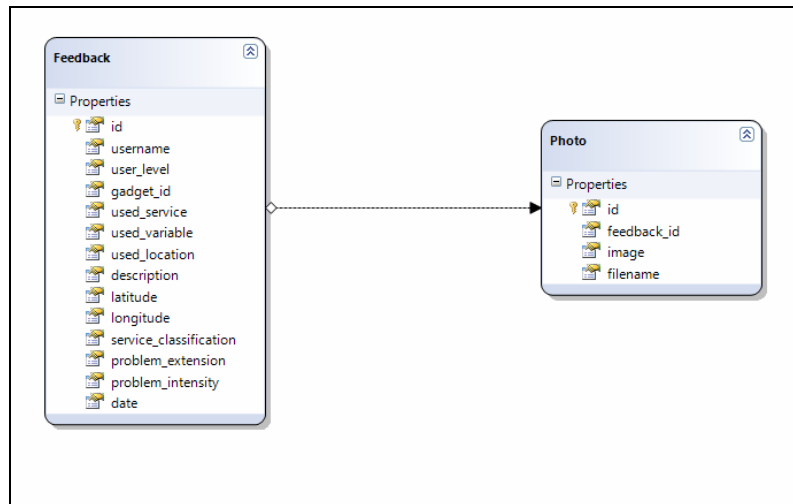 Feedback
Properties
id
username
user_level
gadget_id
used_service
used_variable
used_location
description
latitude
longitude
service_classification
problem_extension
problem_intensity
date
Photo
Properties
id
feedback_id
image
filename